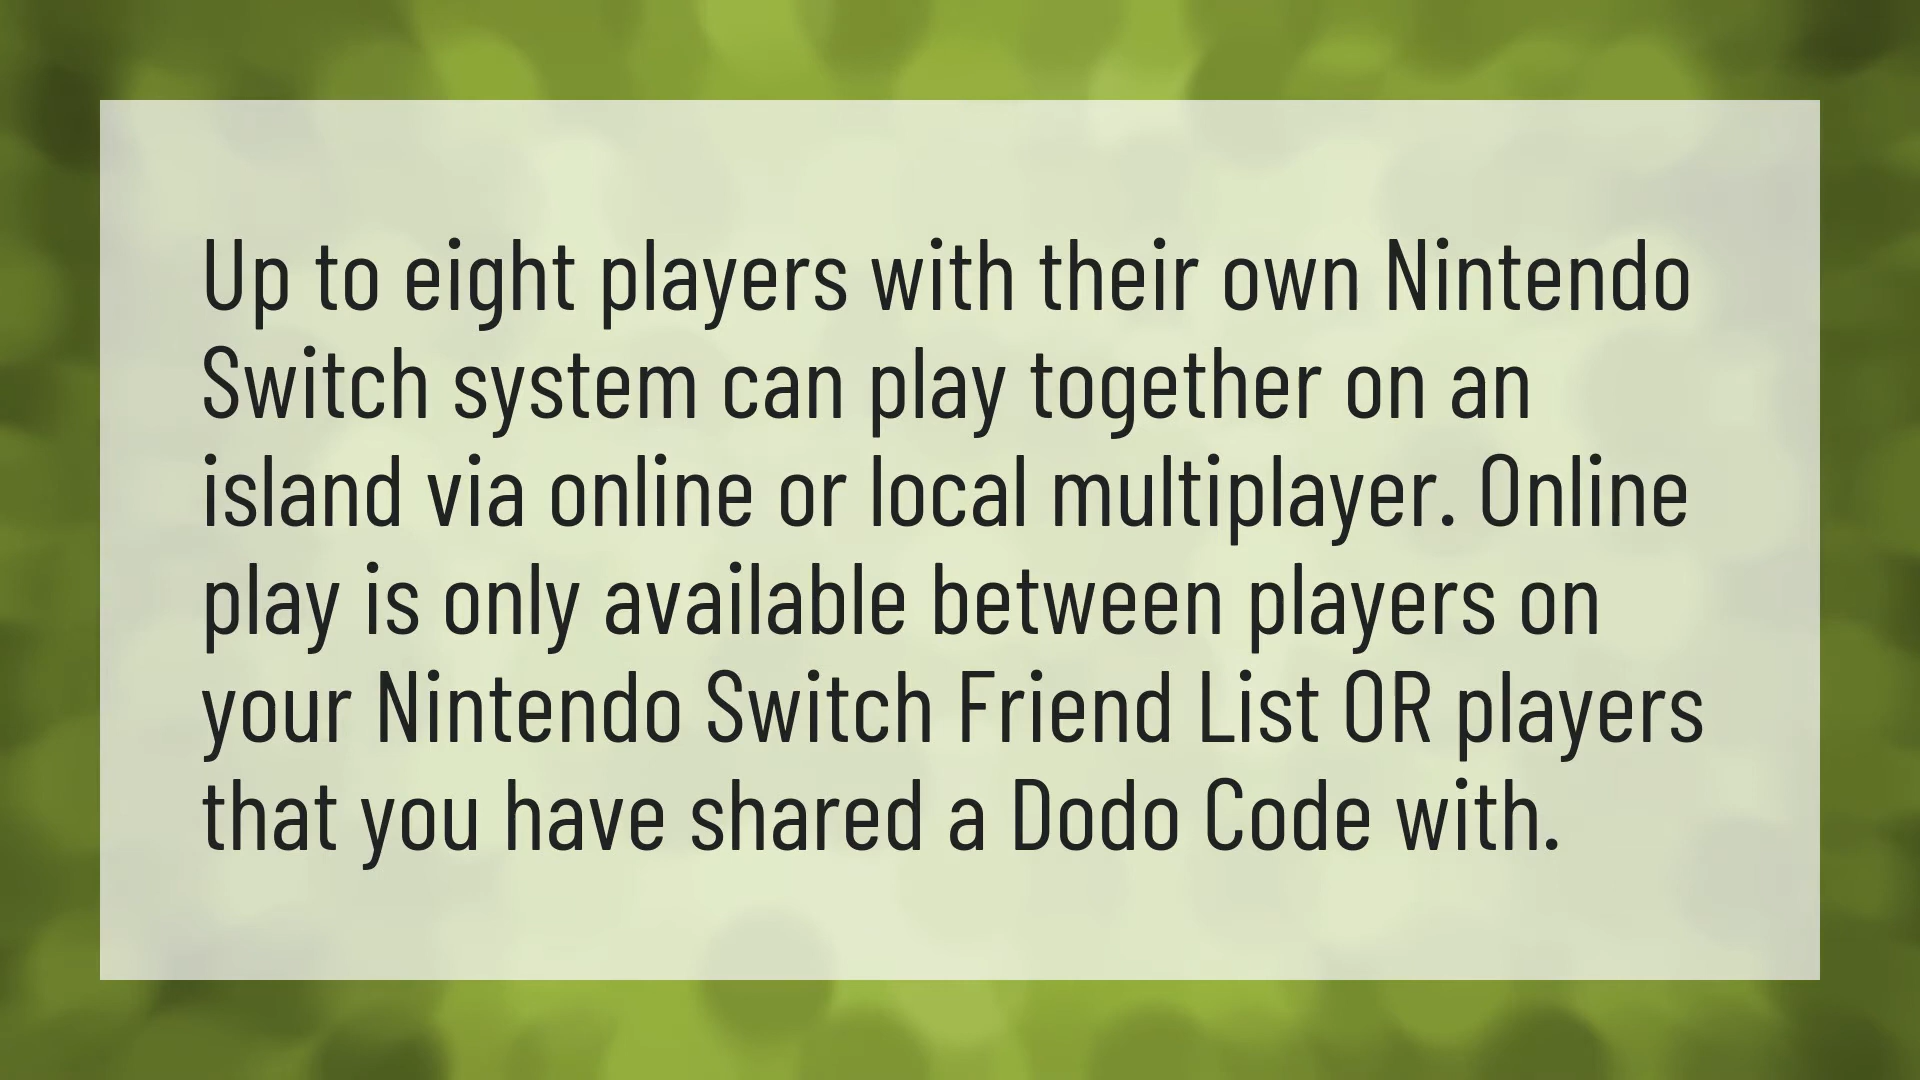 Up to eight players with their own Nintendo
Switch system can play together on an
island via online or local multiplayer. Online
play is only available between players on
your Nintendo Switch Friend List OR players
that you have shared a Dodo Code with.